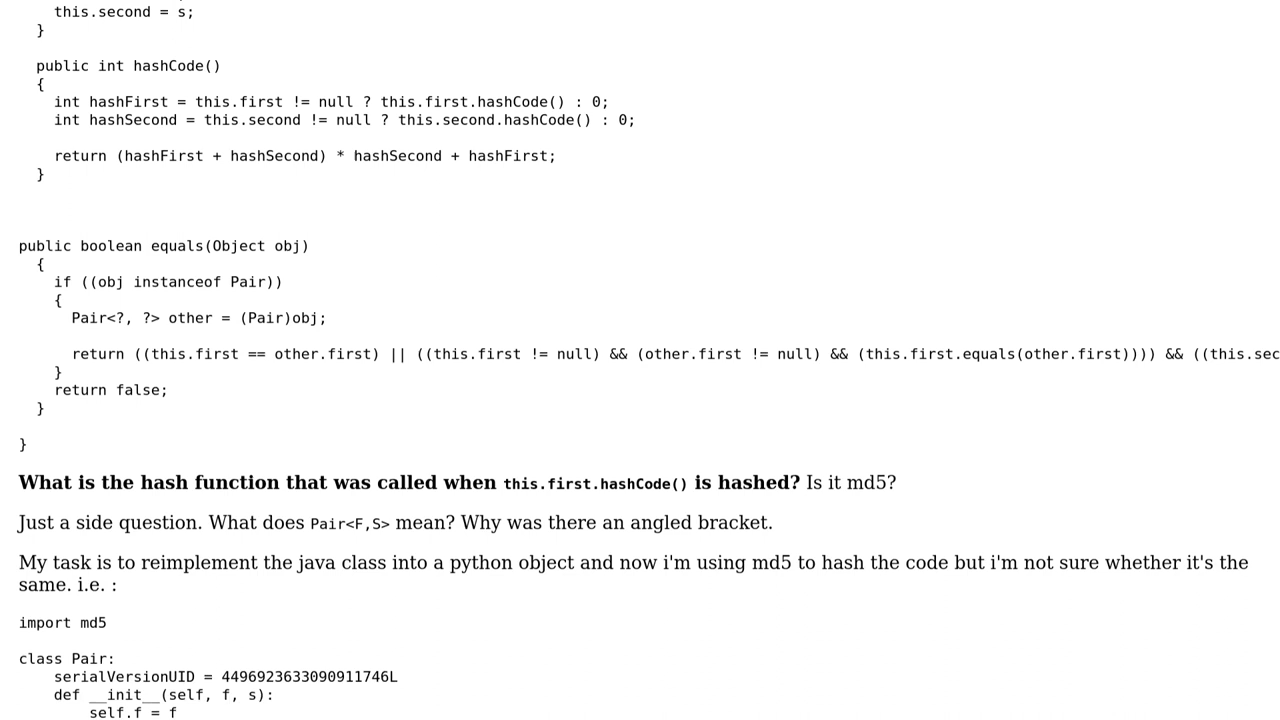 this.second = s;
}
public int hashCode()
{
int hashFirst = this.first != null ? this.first.hashCode() : 0;
int hashSecond = this.second != null ? this.second.hashCode() : 0;
return (hashFirst + hashSecond) * hashSecond + hashFirst;
}
public boolean equals(Object obj)
{
if ((obj instanceof Pair))
{
Pair<?, ?> other = (Pair)obj;
return ((this.first == other.first) || ((this.first != null) && (other.first != null) && (this.first.equals(other.first)))) && ((this.sec
}
return false;
}
}
What is the hash function that was called when this.first.hashCode() is hashed? Is it md5?
Just a side question. What does Pair<F,S> mean? Why was there an angled bracket.
My task is to reimplement the java class into a python object and now i'm using md5 to hash the code but i'm not sure whether it's the
same. i.e. :
import md5
class Pair:
serialVersionUID = 4496923633090911746L
def __init__(self, f, s):
self.f = f